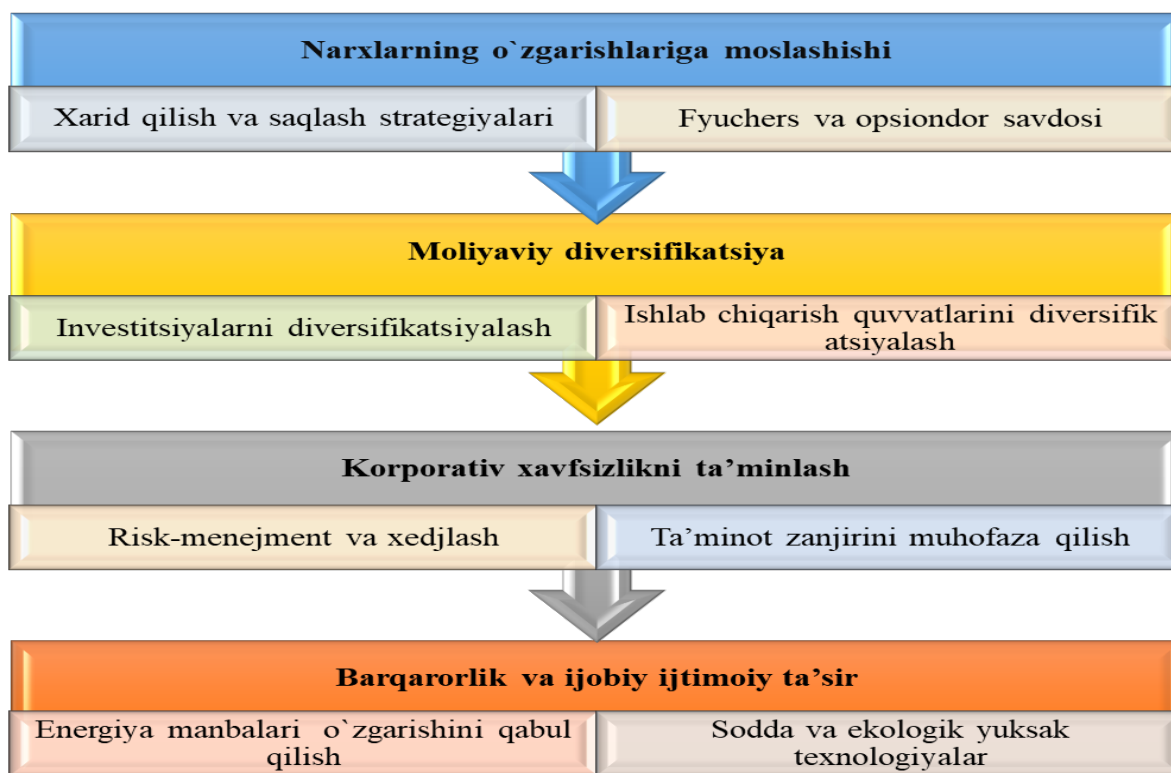 Narxlarning o`zgarishlariga moslashishi
Xarid qilish va saqlash strategiyalari
Fyuchers va opsiondor savdosi
Moliyaviy diversifikatsiya
Investitsiyalarni diversifikatsiyalash
Ishlab chiqarish quvvatlarini diversifik
atsiyalash
Korporativ xavfsizlikni ta’minlash
Risk-menejment va xedjlash
Ta’minot zanjirini muhofaza qilish
Barqarorlik va ijobiy ijtimoiy ta’sir
Energiya manbalari o`zgarishini qabul
qilish
Sodda va ekologik yuksak
texnologiyalar